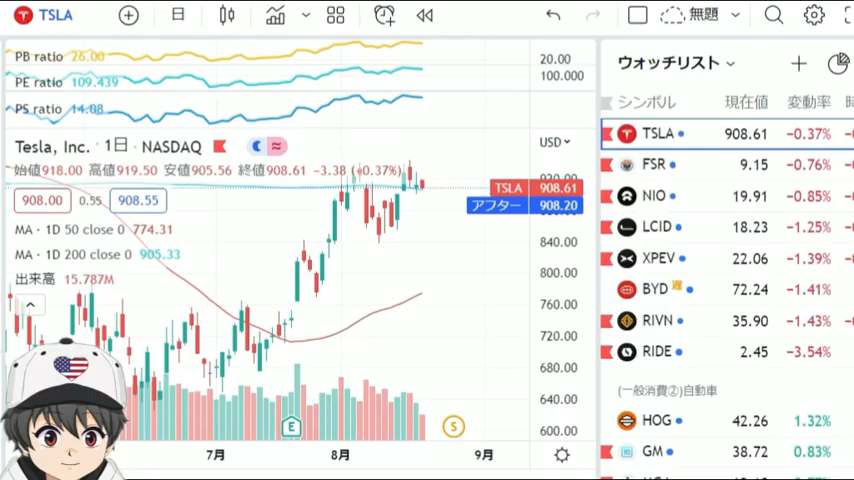 TSLA
日
無題
PB ratio 26.00
20.00
PE ratio 109.439
100.000
PS ratio 14.08
Tesla, Inc. · 1日 · NASDAQ
USD
始値918.00 高値919.50 安値905.56 終値908.61 −3.38 (−0.37%)
908.00 0.55 908.55
MA · 1D 50 close 0 774.31
MA · 1D 200 close 0 905.33
出来高 15.787M
TSLA 908.61
アフター 908.20
840.00
800.00
760.00
720.00
680.00
640.00
600.00
E
S
7月
8月
9月
ウォッチリスト
シンボル 現在値 変動率
TSLA 908.61 −0.37%
FSR 9.15 −0.76%
NIO 19.91 −0.85%
LCID 18.23 −1.25%
XPEV 22.06 −1.39%
BYD 遅 72.24 −1.41%
RIVN 35.90 −1.43%
RIDE 2.45 −3.54%
(一般消費②)自動車
HOG 42.26 1.32%
GM 38.72 0.83%